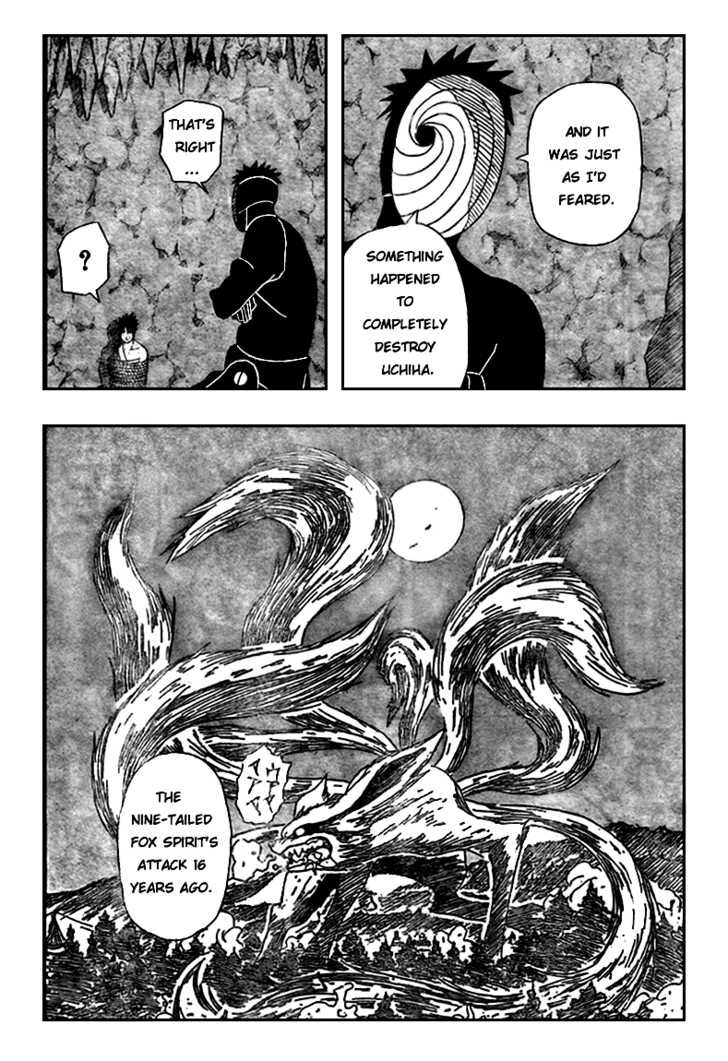 AND IT
WAS JUST
AS I'D
FEARED.
SOMETHING
HAPPENED
TO
COMPLETELY
DESTROY
UCHIHA.
THAT'S
RIGHT
...
?
THE
NINE-TAILED
FOX SPIRIT'S
ATTACK 16
YEARS AGO.